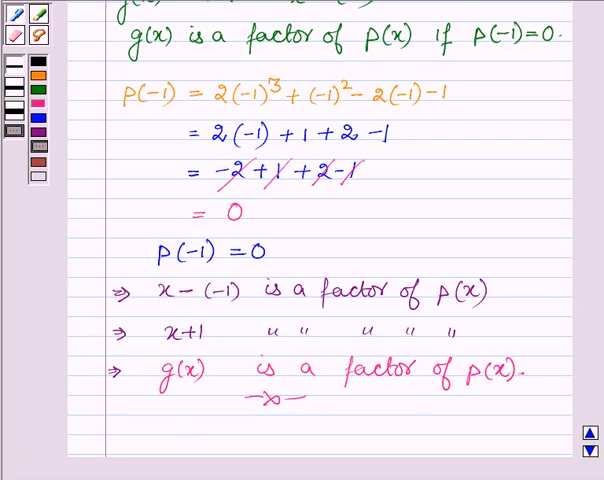 g(x) is a factor of p(x) if p(-1)=0.
p(-1) = 2(-1)³ + (-1)² - 2(-1) - 1
= 2(-1) + 1 + 2 - 1
= -2 + 1 + 2 - 1
= 0
p(-1) = 0
⇒ x - (-1) is a factor of p(x)
⇒ x+1 " " " " "
⇒ g(x) is a factor of p(x).